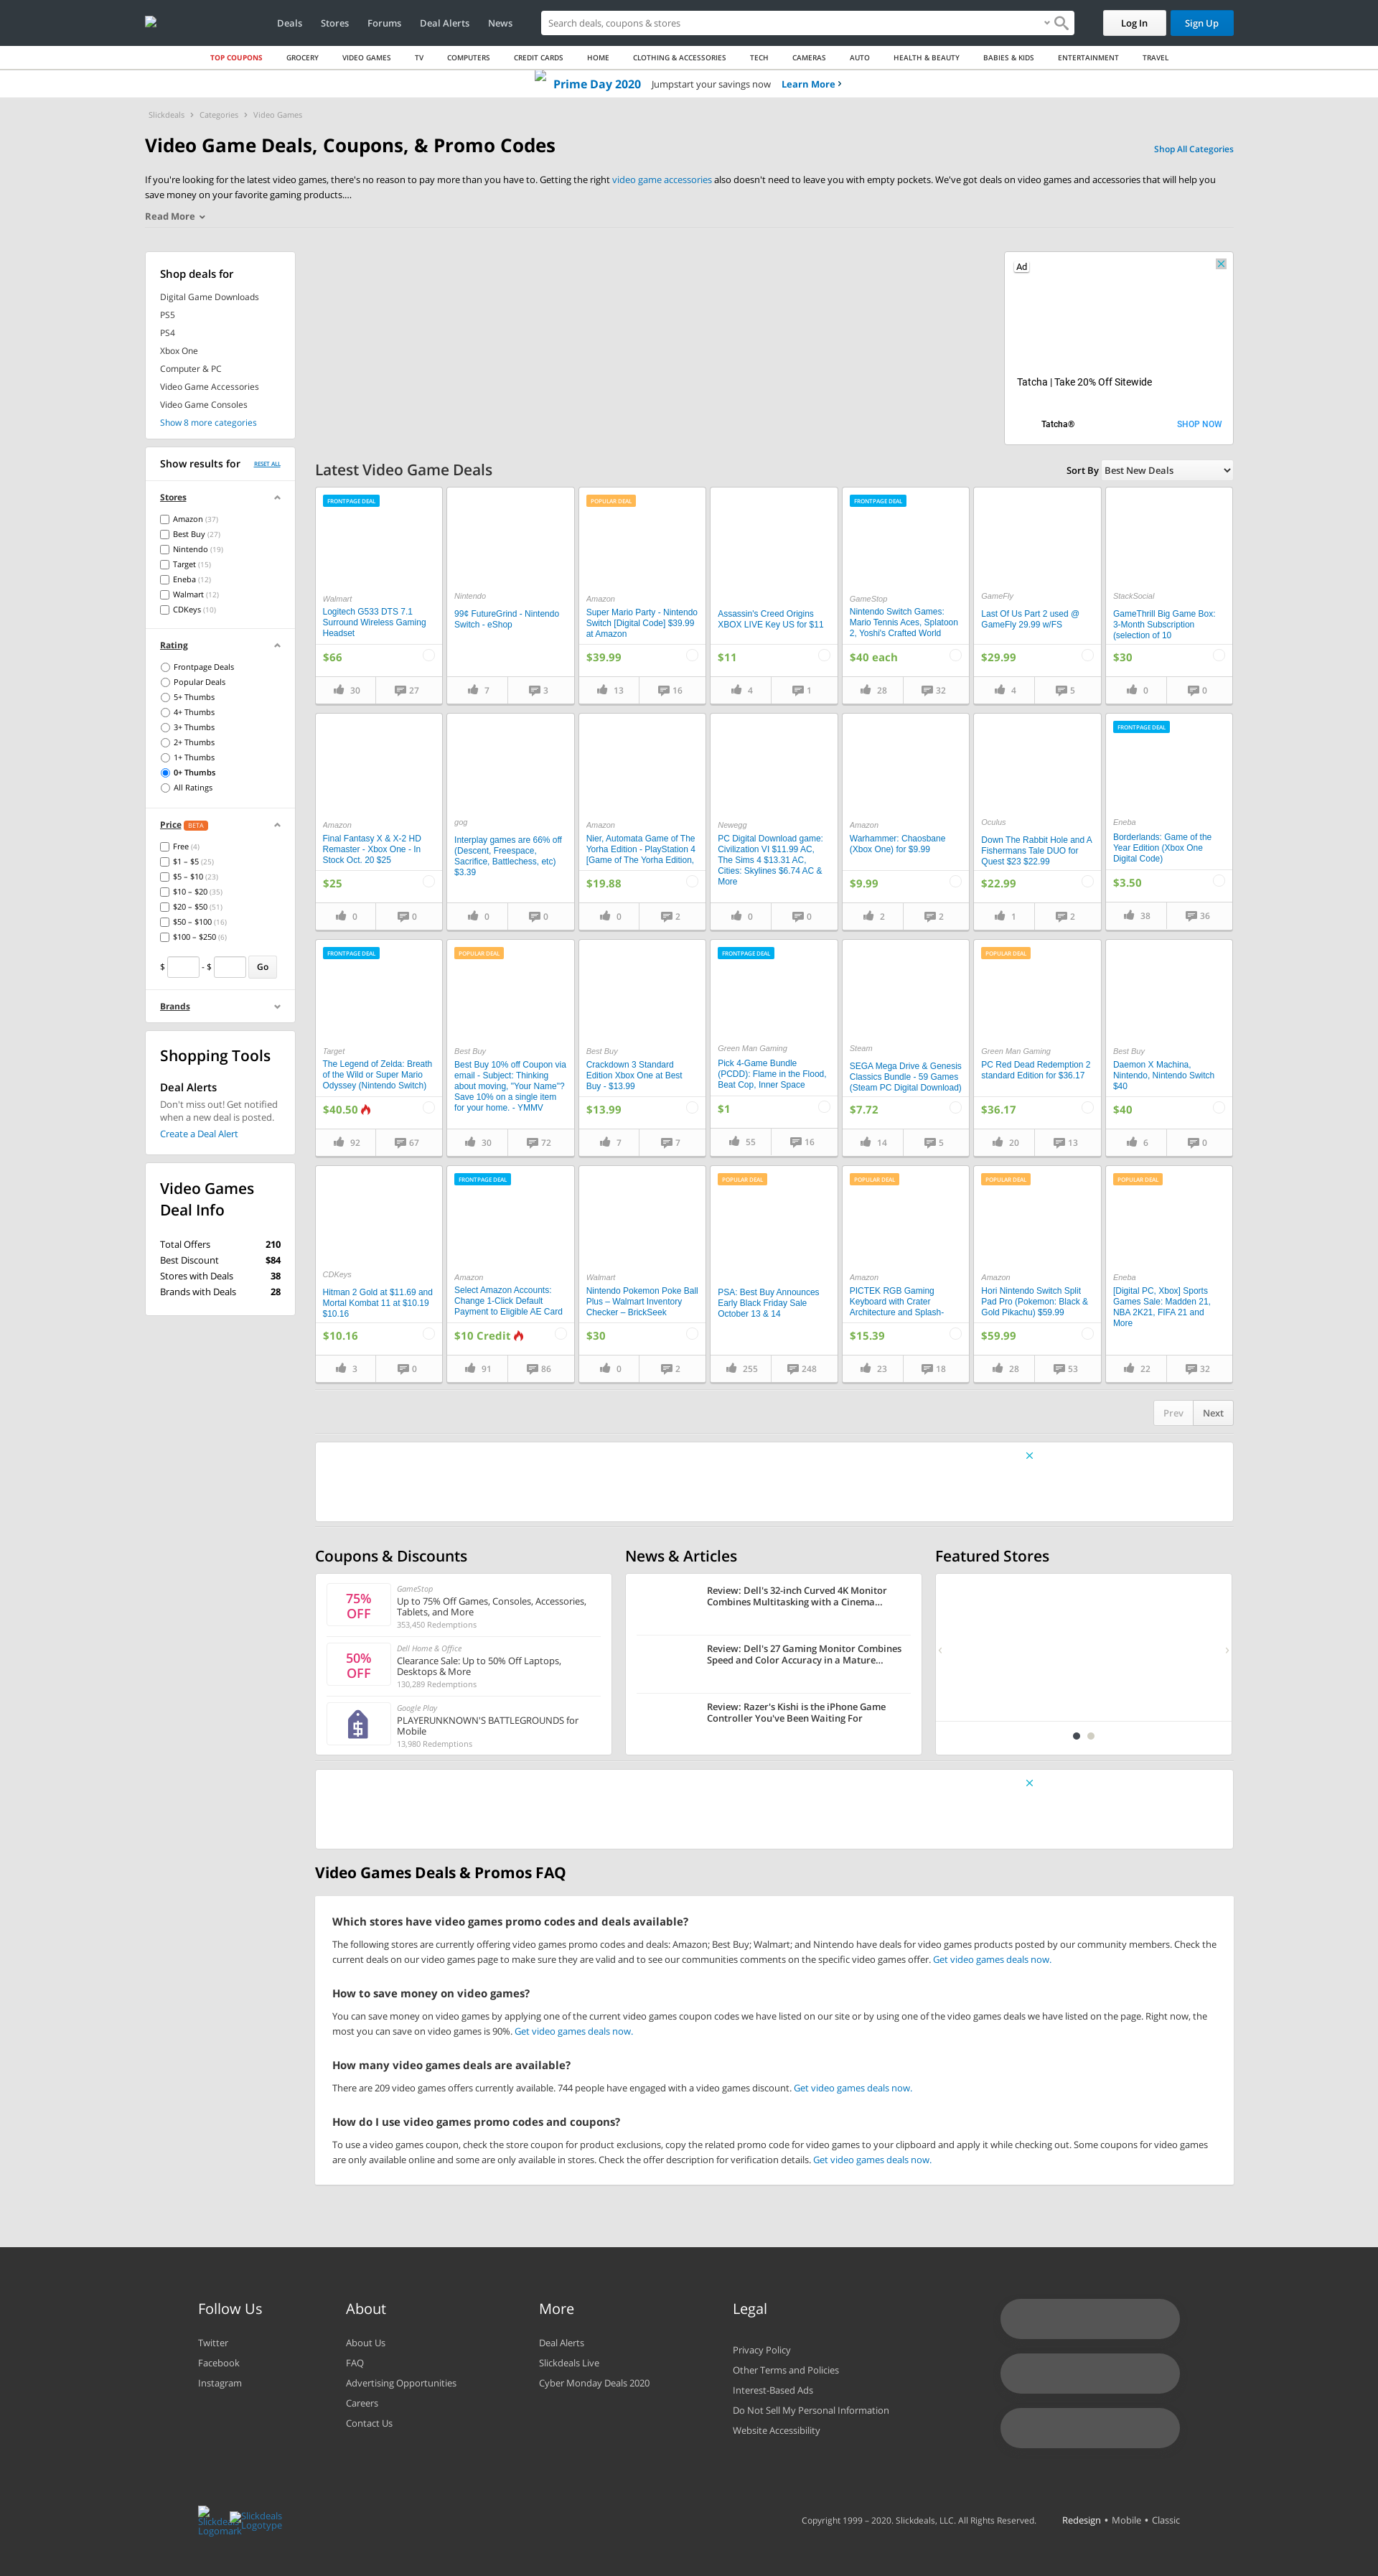 Deals
Stores
Forums
Deal Alerts
News
Search deals, coupons & stores
Log In
Sign Up
TOP COUPONS
GROCERY
VIDEO GAMES
TV
COMPUTERS
CREDIT CARDS
HOME
CLOTHING & ACCESSORIES
TECH
CAMERAS
AUTO
HEALTH & BEAUTY
BABIES & KIDS
ENTERTAINMENT
TRAVEL
Prime Day 2020 Jumpstart your savings now Learn More
Slickdeals
Categories
Video Games
Video Game Deals, Coupons, & Promo Codes
Shop All Categories
If you're looking for the latest video games, there's no reason to pay more than you have to. Getting the right video game accessories also doesn't need to leave you with empty pockets. We've got deals on video games and accessories that will help you
save money on your favorite gaming products....
Read More
Shop deals for
Digital Game Downloads
PS5
PS4
Xbox One
Computer & PC
Video Game Accessories
Video Game Consoles
Show 8 more categories
Ad
Tatcha | Take 20% Off Sitewide
Tatcha®
SHOP NOW
Show results for
RESET ALL
Stores
Amazon (37)
Best Buy (27)
Nintendo (19)
Target (15)
Eneba (12)
Walmart (12)
CDKeys (10)
Rating
Frontpage Deals
Popular Deals
5+ Thumbs
4+ Thumbs
3+ Thumbs
2+ Thumbs
1+ Thumbs
0+ Thumbs
All Ratings
Price BETA
Free (4)
$1 – $5 (25)
$5 – $10 (23)
$10 – $20 (35)
$20 – $50 (51)
$50 – $100 (16)
$100 – $250 (6)
$ - $ Go
Brands
Shopping Tools
Deal Alerts
Don't miss out! Get notified
when a new deal is posted.
Create a Deal Alert
Video Games
Deal Info
Total Offers 210
Best Discount $84
Stores with Deals 38
Brands with Deals 28
Latest Video Game Deals
Sort By Best New Deals
FRONTPAGE DEAL
Walmart
Logitech G533 DTS 7.1
Surround Wireless Gaming
Headset
$66
30 27
Nintendo
99¢ FutureGrind - Nintendo
Switch - eShop
7 3
POPULAR DEAL
Amazon
Super Mario Party - Nintendo
Switch [Digital Code] $39.99
at Amazon
$39.99
13 16
Assassin's Creed Origins
XBOX LIVE Key US for $11
$11
4 1
FRONTPAGE DEAL
GameStop
Nintendo Switch Games:
Mario Tennis Aces, Splatoon
2, Yoshi's Crafted World
$40 each
28 32
GameFly
Last Of Us Part 2 used @
GameFly 29.99 w/FS
$29.99
4 5
StackSocial
GameThrill Big Game Box:
3-Month Subscription
(selection of 10
$30
0 0
Amazon
Final Fantasy X & X-2 HD
Remaster - Xbox One - In
Stock Oct. 20 $25
$25
0 0
gog
Interplay games are 66% off
(Descent, Freespace,
Sacrifice, Battlechess, etc)
$3.39
0 0
Amazon
Nier, Automata Game of The
Yorha Edition - PlayStation 4
[Game of The Yorha Edition,
$19.88
0 2
Newegg
PC Digital Download game:
Civilization VI $11.99 AC,
The Sims 4 $13.31 AC,
Cities: Skylines $6.74 AC &
More
0 0
Amazon
Warhammer: Chaosbane
(Xbox One) for $9.99
$9.99
2 2
Oculus
Down The Rabbit Hole and A
Fishermans Tale DUO for
Quest $23 $22.99
$22.99
1 2
FRONTPAGE DEAL
Eneba
Borderlands: Game of the
Year Edition (Xbox One
Digital Code)
$3.50
38 36
FRONTPAGE DEAL
Target
The Legend of Zelda: Breath
of the Wild or Super Mario
Odyssey (Nintendo Switch)
$40.50
92 67
POPULAR DEAL
Best Buy
Best Buy 10% off Coupon via
email - Subject: Thinking
about moving, "Your Name"?
Save 10% on a single item
for your home. - YMMV
30 72
Best Buy
Crackdown 3 Standard
Edition Xbox One at Best
Buy - $13.99
$13.99
7 7
FRONTPAGE DEAL
Green Man Gaming
Pick 4-Game Bundle
(PCDD): Flame in the Flood,
Beat Cop, Inner Space
$1
55 16
Steam
SEGA Mega Drive & Genesis
Classics Bundle - 59 Games
(Steam PC Digital Download)
$7.72
14 5
POPULAR DEAL
Green Man Gaming
PC Red Dead Redemption 2
standard Edition for $36.17
$36.17
20 13
Best Buy
Daemon X Machina,
Nintendo, Nintendo Switch
$40
$40
6 0
CDKeys
Hitman 2 Gold at $11.69 and
Mortal Kombat 11 at $10.19
$10.16
$10.16
3 0
FRONTPAGE DEAL
Amazon
Select Amazon Accounts:
Change 1-Click Default
Payment to Eligible AE Card
$10 Credit
91 86
Walmart
Nintendo Pokemon Poke Ball
Plus – Walmart Inventory
Checker – BrickSeek
$30
0 2
POPULAR DEAL
PSA: Best Buy Announces
Early Black Friday Sale
October 13 & 14
255 248
POPULAR DEAL
Amazon
PICTEK RGB Gaming
Keyboard with Crater
Architecture and Splash-
$15.39
23 18
POPULAR DEAL
Amazon
Hori Nintendo Switch Split
Pad Pro (Pokemon: Black &
Gold Pikachu) $59.99
$59.99
28 53
POPULAR DEAL
Eneba
[Digital PC, Xbox] Sports
Games Sale: Madden 21,
NBA 2K21, FIFA 21 and
More
22 32
Prev
Next
Coupons & Discounts
75%
OFF
GameStop
Up to 75% Off Games, Consoles, Accessories,
Tablets, and More
353,450 Redemptions
50%
OFF
Dell Home & Office
Clearance Sale: Up to 50% Off Laptops,
Desktops & More
130,289 Redemptions
Google Play
PLAYERUNKNOWN'S BATTLEGROUNDS for
Mobile
13,980 Redemptions
News & Articles
Review: Dell's 32-inch Curved 4K Monitor
Combines Multitasking with a Cinema...
Review: Dell's 27 Gaming Monitor Combines
Speed and Color Accuracy in a Mature...
Review: Razer's Kishi is the iPhone Game
Controller You've Been Waiting For
Featured Stores
Video Games Deals & Promos FAQ
Which stores have video games promo codes and deals available?
The following stores are currently offering video games promo codes and deals: Amazon; Best Buy; Walmart; and Nintendo have deals for video games products posted by our community members. Check the
current deals on our video games page to make sure they are valid and to see our communities comments on the specific video games offer. Get video games deals now.
How to save money on video games?
You can save money on video games by applying one of the current video games coupon codes we have listed on our site or by using one of the video games deals we have listed on the page. Right now, the
most you can save on video games is 90%. Get video games deals now.
How many video games deals are available?
There are 209 video games offers currently available. 744 people have engaged with a video games discount. Get video games deals now.
How do I use video games promo codes and coupons?
To use a video games coupon, check the store coupon for product exclusions, copy the related promo code for video games to your clipboard and apply it while checking out. Some coupons for video games
are only available online and some are only available in stores. Check the offer description for verification details. Get video games deals now.
Follow Us
Twitter
Facebook
Instagram
About
About Us
FAQ
Advertising Opportunities
Careers
Contact Us
More
Deal Alerts
Slickdeals Live
Cyber Monday Deals 2020
Legal
Privacy Policy
Other Terms and Policies
Interest-Based Ads
Do Not Sell My Personal Information
Website Accessibility
Slickdeals
Logomark
Slickdeals
Logotype
Copyright 1999 – 2020. Slickdeals, LLC. All Rights Reserved.
Redesign • Mobile • Classic